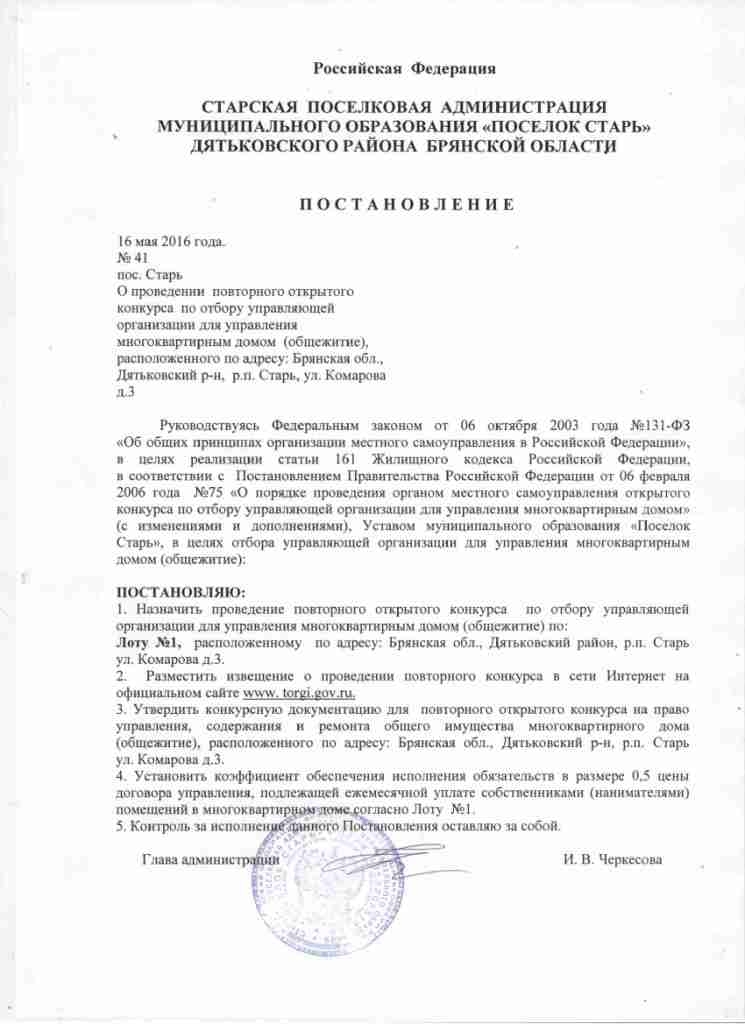 Российская Федерация
СТАРСКАЯ ПОСЕЛКОВАЯ АДМИНИСТРАЦИЯ
МУНИЦИПАЛЬНОГО ОБРАЗОВАНИЯ «ПОСЕЛОК СТАРЬ»
ДЯТЬКОВСКОГО РАЙОНА БРЯНСКОЙ ОБЛАСТИ
П О С Т А Н О В Л Е Н И Е
16 мая 2016 года.
№ 41
пос. Старь
О проведении повторного открытого
конкурса по отбору управляющей
организации для управления
многоквартирным домом (общежитие),
расположенного по адресу: Брянская обл.,
Дятьковский р-н, р.п. Старь, ул. Комарова
д.3
Руководствуясь Федеральным законом от 06 октября 2003 года №131-ФЗ
«Об общих принципах организации местного самоуправления в Российской Федерации»,
в целях реализации статьи 161 Жилищного кодекса Российской Федерации,
в соответствии с Постановлением Правительства Российской Федерации от 06 февраля
2006 года №75 «О порядке проведения органом местного самоуправления открытого
конкурса по отбору управляющей организации для управления многоквартирным домом»
(с изменениями и дополнениями), Уставом муниципального образования «Поселок
Старь», в целях отбора управляющей организации для управления многоквартирным
домом (общежитие):
ПОСТАНОВЛЯЮ:
1. Назначить проведение повторного открытого конкурса по отбору управляющей
организации для управления многоквартирным домом (общежитие) по:
Лоту №1, расположенному по адресу: Брянская обл., Дятьковский район, р.п. Старь
ул. Комарова д.3.
2. Разместить извещение о проведении повторного конкурса в сети Интернет на
официальном сайте www. torgi.gov.ru.
3. Утвердить конкурсную документацию для повторного открытого конкурса на право
управления, содержания и ремонта общего имущества многоквартирного дома
(общежитие), расположенного по адресу: Брянская обл., Дятьковский р-н, р.п. Старь
ул. Комарова д.3.
4. Установить коэффициент обеспечения исполнения обязательств в размере 0,5 цены
договора управления, подлежащей ежемесячной уплате собственниками (нанимателями)
помещений в многоквартирном доме согласно Лоту №1.
5. Контроль за исполнение данного Постановления оставляю за собой.
Глава администрации И. В. Черкесова